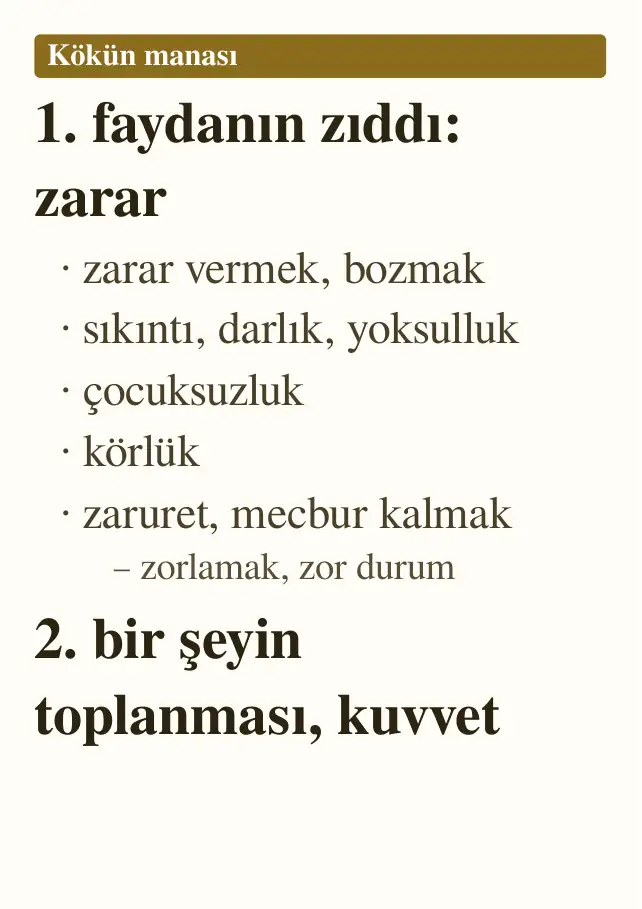 Kökün manası
1. faydanın zıddı:
zarar
· zarar vermek, bozmak
· sıkıntı, darlık, yoksulluk
· çocuksuzluk
· körlük
· zaruret, mecbur kalmak
– zorlamak, zor durum
2. bir şeyin
toplanması, kuvvet